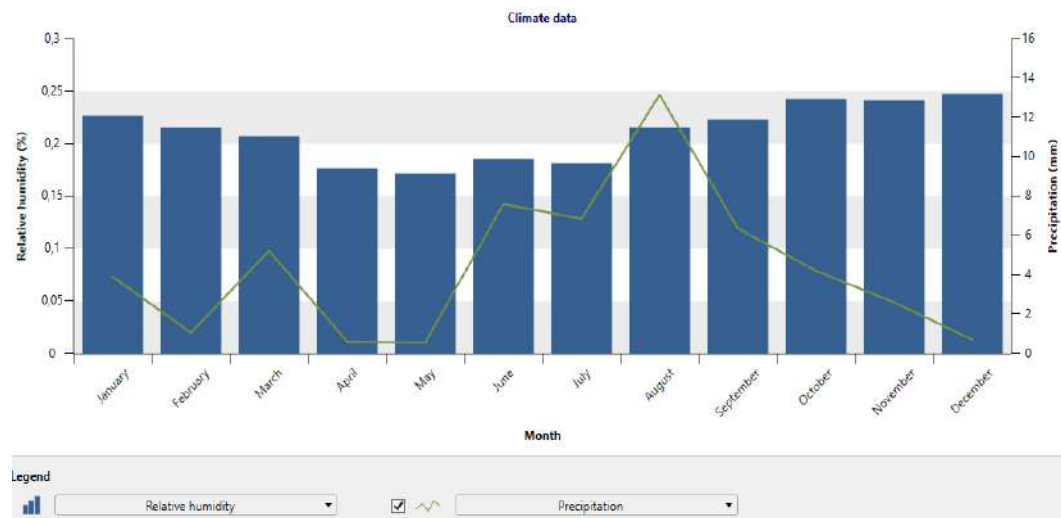 Climate data
0,3
0,25
0,2
0,15
0,1
0,05
0
Relative humidity (%)
16
14
12
10
8
6
4
2
0
Precipitation (mm)
January
February
March
April
May
June
July
August
September
October
November
December
Month
Legend
Relative humidity
Precipitation